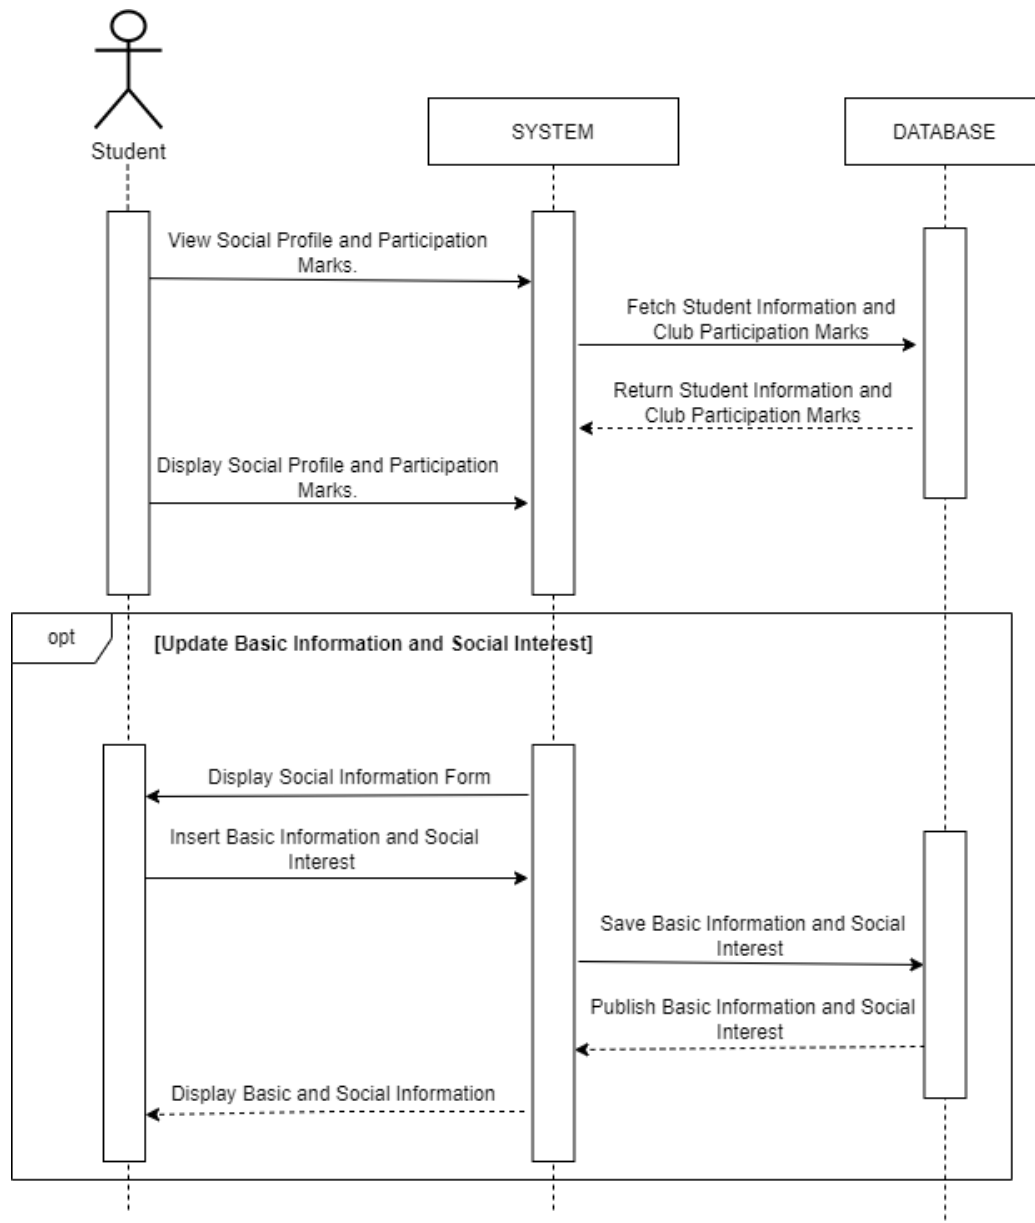 Student
SYSTEM
DATABASE
View Social Profile and Participation
Marks.
Fetch Student Information and
Club Participation Marks
Return Student Information and
Club Participation Marks
Display Social Profile and Participation
Marks.
opt
[Update Basic Information and Social Interest]
Display Social Information Form
Insert Basic Information and Social
Interest
Save Basic Information and Social
Interest
Publish Basic Information and Social
Interest
Display Basic and Social Information